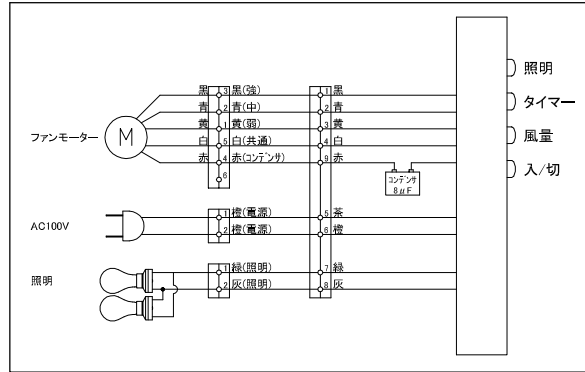 黒 3 黒(強) 1 黒
青 2 青(中) 2 青
黄 1 黄(弱) 3 黄
白 5 白(共通) 4 白
赤 4 赤(コンデンサ) 9 赤
6
ファンモーター
M
コンデンサ
8μF
照明
タイマー
風量
入/切
AC100V
1 橙(電源) 5 茶
2 橙(電源) 6 橙
照明
1 緑(照明) 7 緑
2 灰(照明) 8 灰